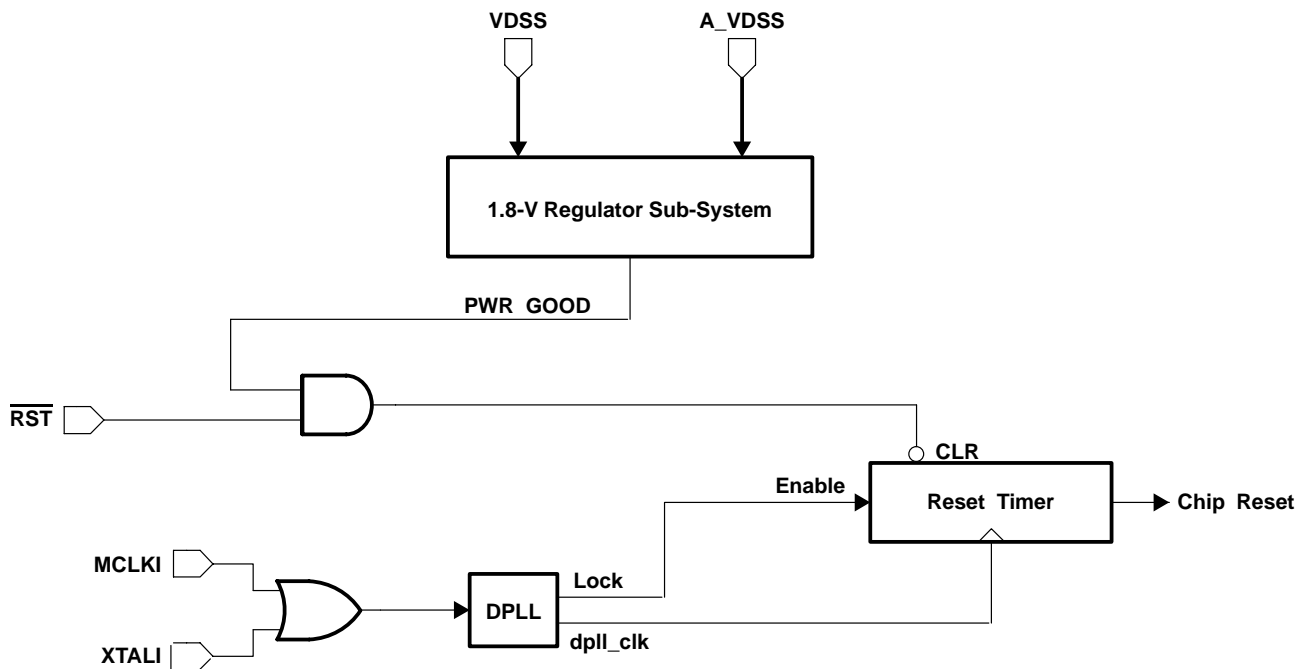 VDSS
A_VDSS
1.8-V Regulator Sub-System
PWR GOOD
RST
CLR
Enable
Reset Timer
Chip Reset
MCLKI
Lock
DPLL
dpll_clk
XTALI